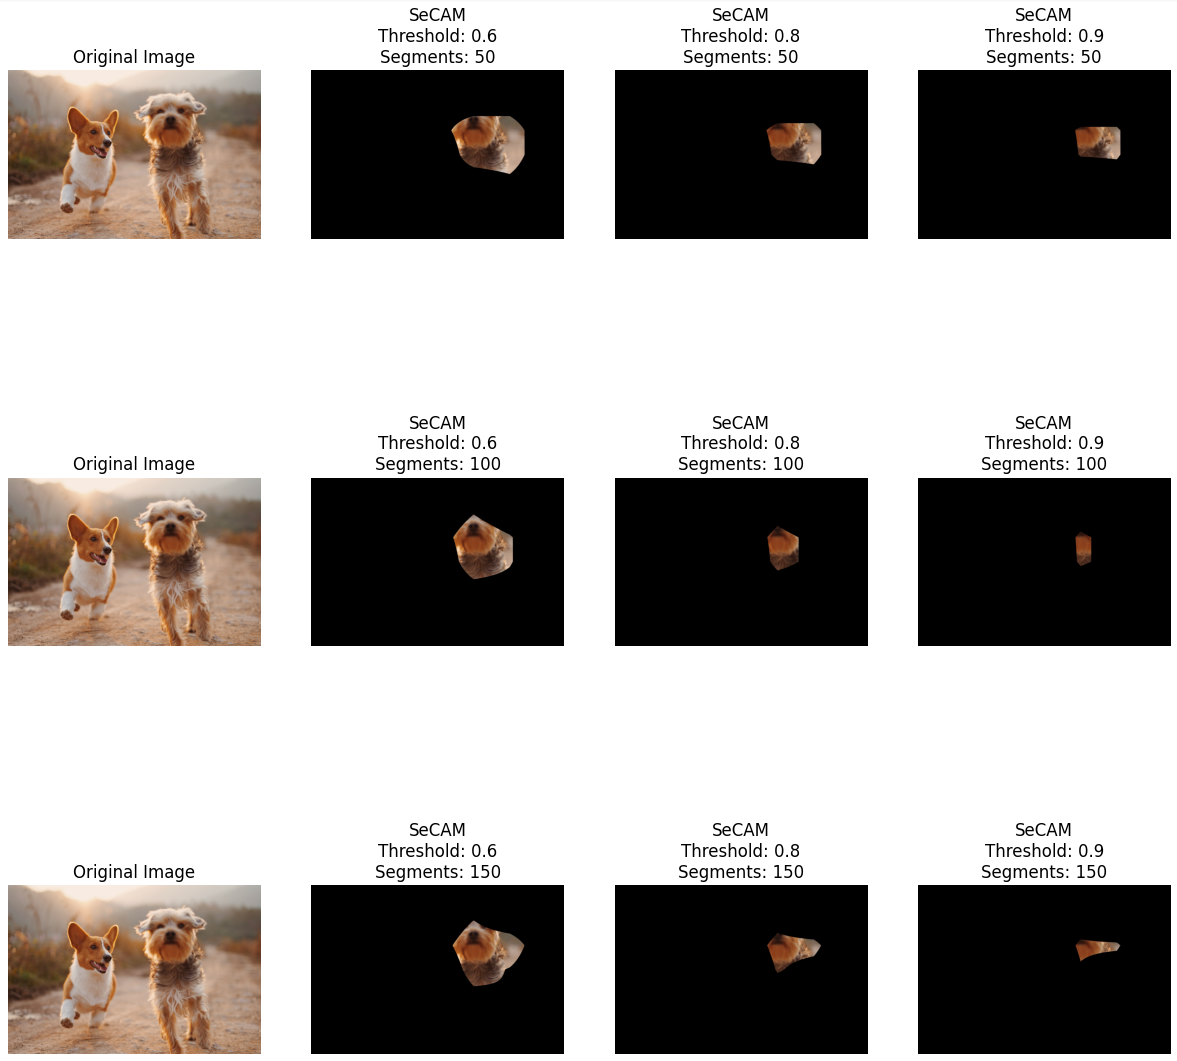 Original Image
SeCAM
Threshold: 0.6
Segments: 50
SeCAM
Threshold: 0.8
Segments: 50
SeCAM
Threshold: 0.9
Segments: 50
Original Image
SeCAM
Threshold: 0.6
Segments: 100
SeCAM
Threshold: 0.8
Segments: 100
SeCAM
Threshold: 0.9
Segments: 100
Original Image
SeCAM
Threshold: 0.6
Segments: 150
SeCAM
Threshold: 0.8
Segments: 150
SeCAM
Threshold: 0.9
Segments: 150